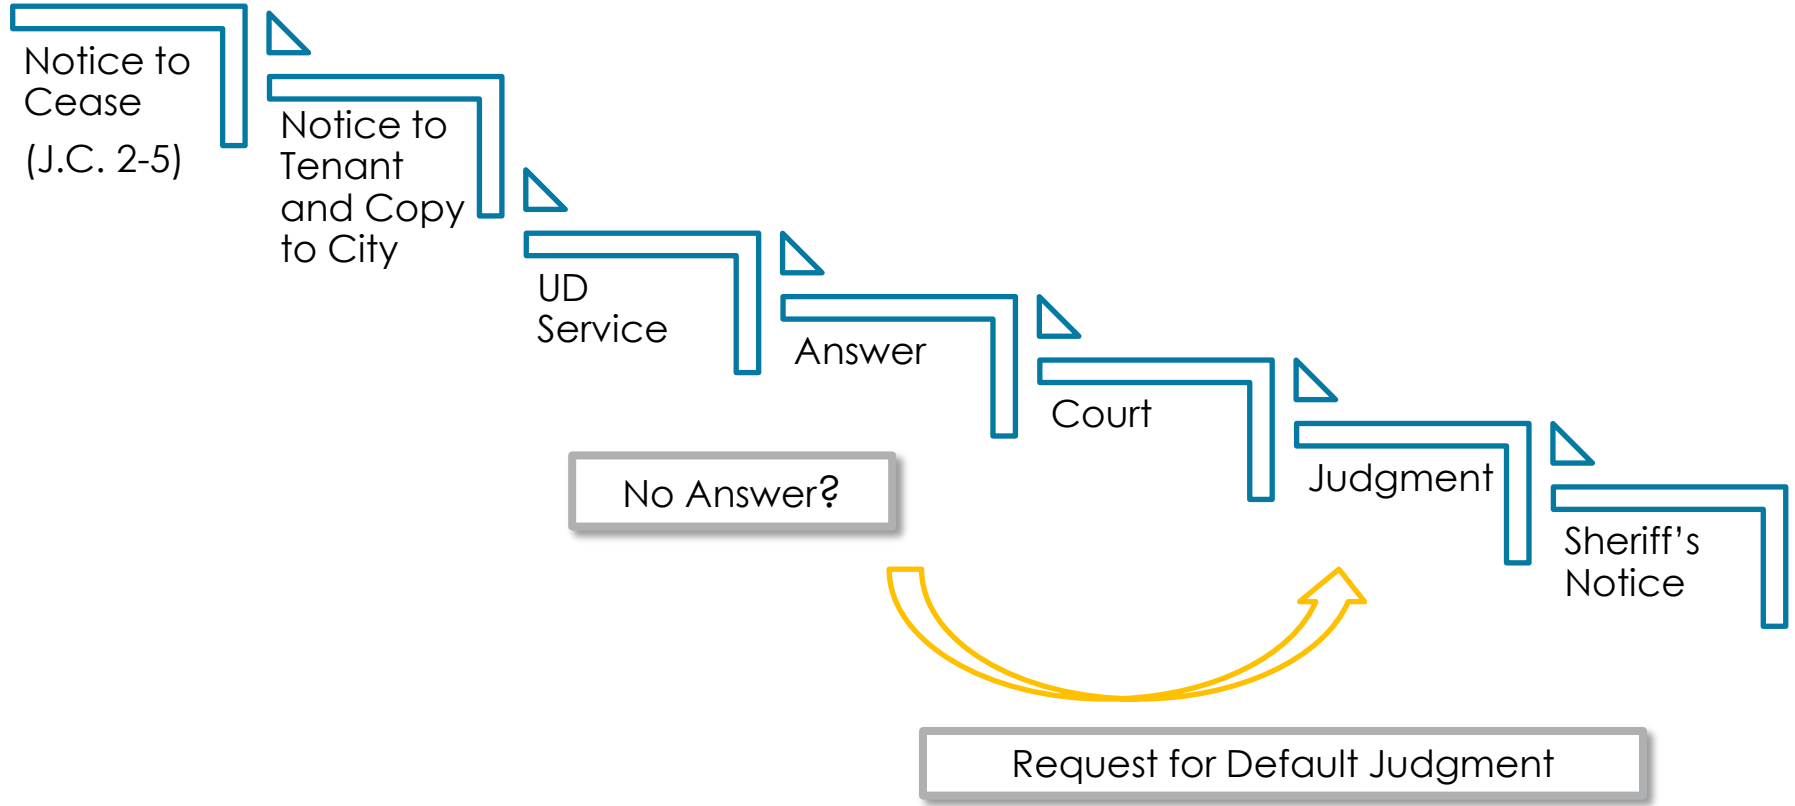 Notice to
Cease
(J.C. 2-5)
Notice to
Tenant
and Copy
to City
UD
Service
Answer
Court
Judgment
Sheriff’s
Notice
No Answer?
Request for Default Judgment